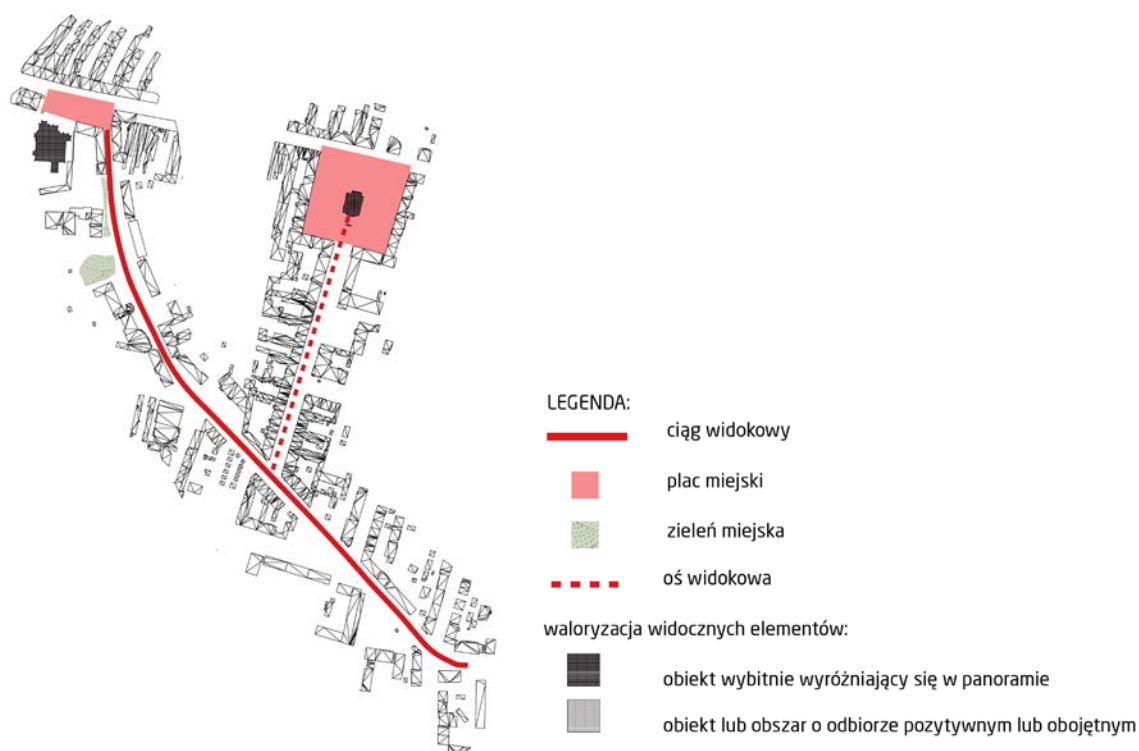 LEGENDA:
ciąg widokowy
plac miejski
zieleń miejska
oś widokowa
waloryzacja widocznych elementów:
obiekt wybitnie wyróżniający się w panoramie
obiekt lub obszar o odbiorze pozytywnym lub obojętnym